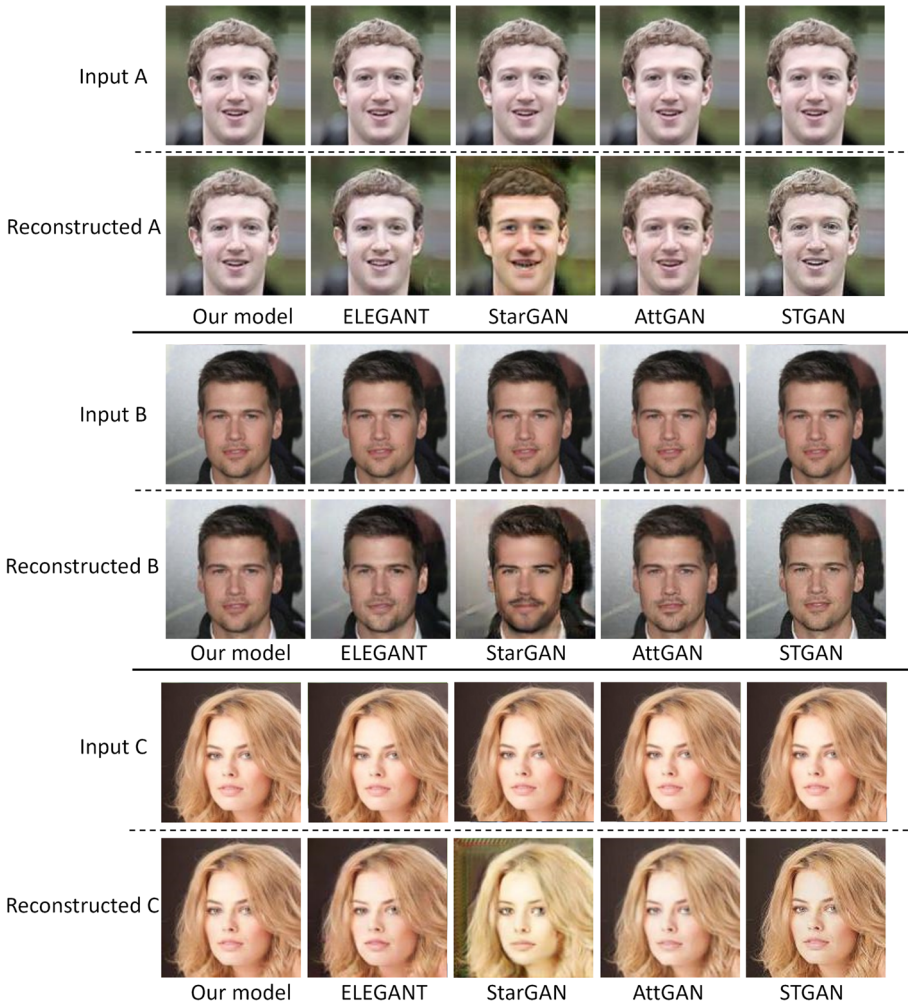 Input A
Reconstructed A
Our model ELEGANT StarGAN AttGAN STGAN
Input B
Reconstructed B
Our model ELEGANT StarGAN AttGAN STGAN
Input C
Reconstructed C
Our model ELEGANT StarGAN AttGAN STGAN